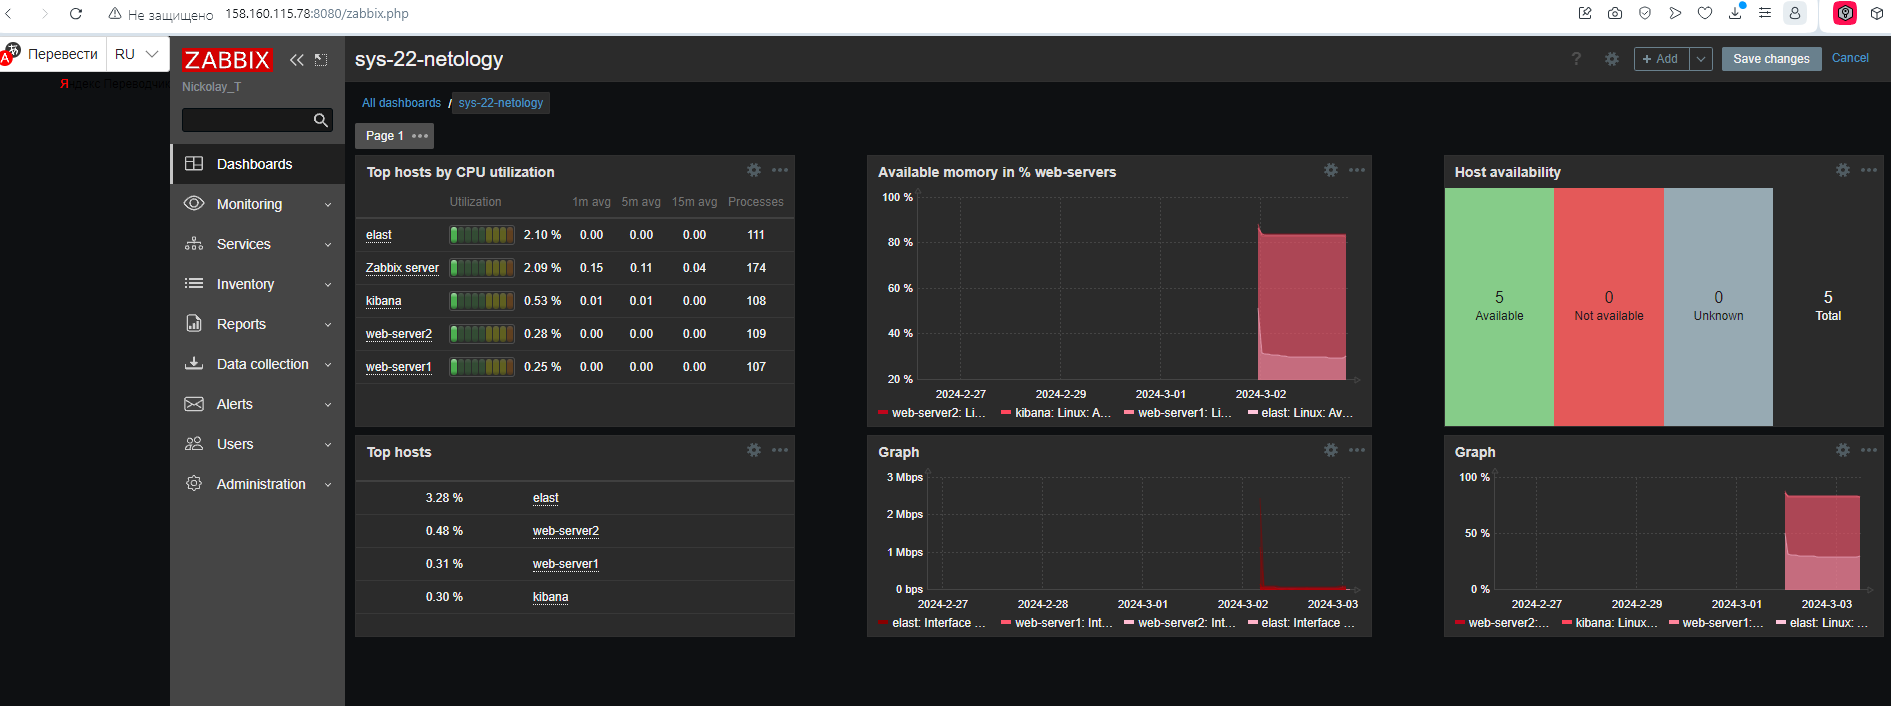 Не защищено 158.160.115.78:8080/zabbix.php
Перевести RU
Яндекс Переводчик
ZABBIX
Nickolay_T
Dashboards
Monitoring
Services
Inventory
Reports
Data collection
Alerts
Users
Administration
sys-22-netology
? + Add Save changes Cancel
All dashboards / sys-22-netology
Page 1
Top hosts by CPU utilization
Utilization 1m avg 5m avg 15m avg Processes
elast 2.10 % 0.00 0.00 0.00 111
Zabbix server 2.09 % 0.15 0.11 0.04 174
kibana 0.53 % 0.01 0.01 0.00 108
web-server2 0.28 % 0.00 0.00 0.00 109
web-server1 0.25 % 0.00 0.00 0.00 107
Available momory in % web-servers
100 %
80 %
60 %
40 %
20 %
2024-2-27 2024-2-29 2024-3-01 2024-3-02
web-server2: Li... kibana: Linux: A... web-server1: Li... elast: Linux: Av...
Host availability
5 0 0 5
Available Not available Unknown Total
Top hosts
3.28 % elast
0.48 % web-server2
0.31 % web-server1
0.30 % kibana
Graph
3 Mbps
2 Mbps
1 Mbps
0 bps
2024-2-27 2024-2-28 2024-3-01 2024-3-02 2024-3-03
elast: Interface ... web-server1: Int... web-server2: Int... elast: Interface ...
Graph
100 %
50 %
0 %
2024-2-27 2024-2-29 2024-3-01 2024-3-03
web-server2:... kibana: Linux... web-server1:... elast: Linux: ...